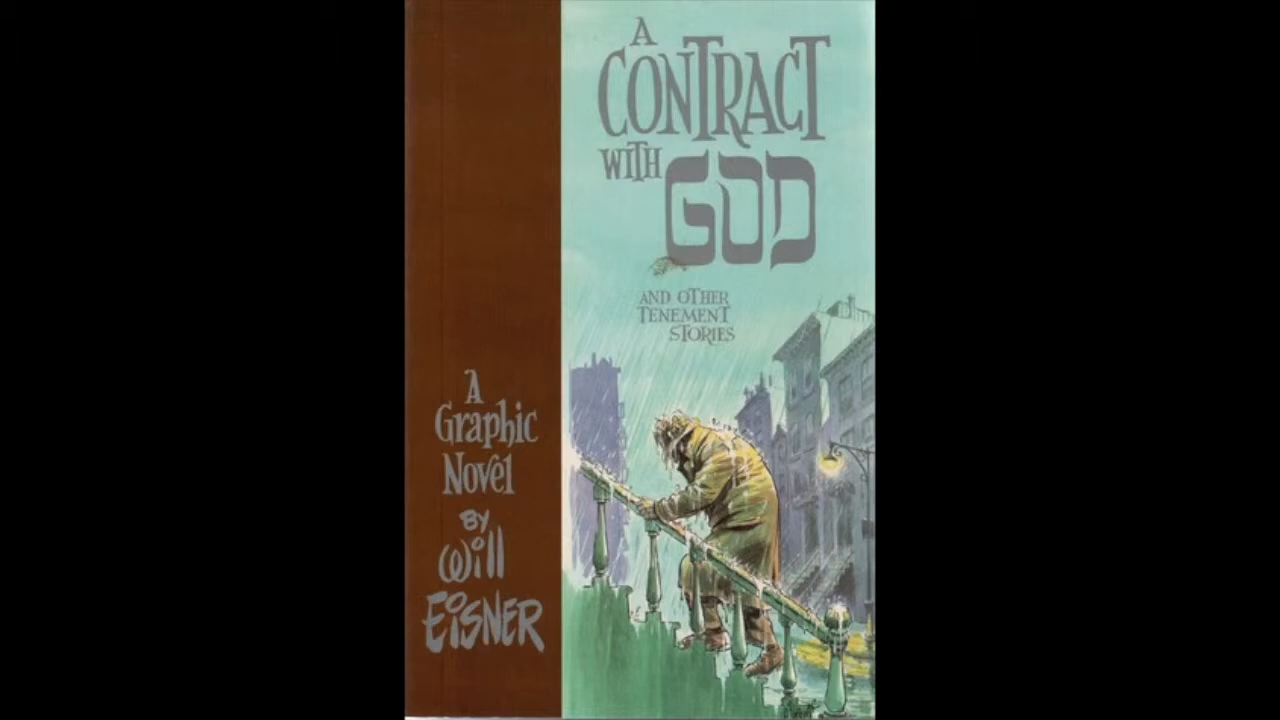 A
CONTRACT
WITH GOD
AND OTHER
TENEMENT
STORIES
A
Graphic
Novel
BY
Will
EISNER